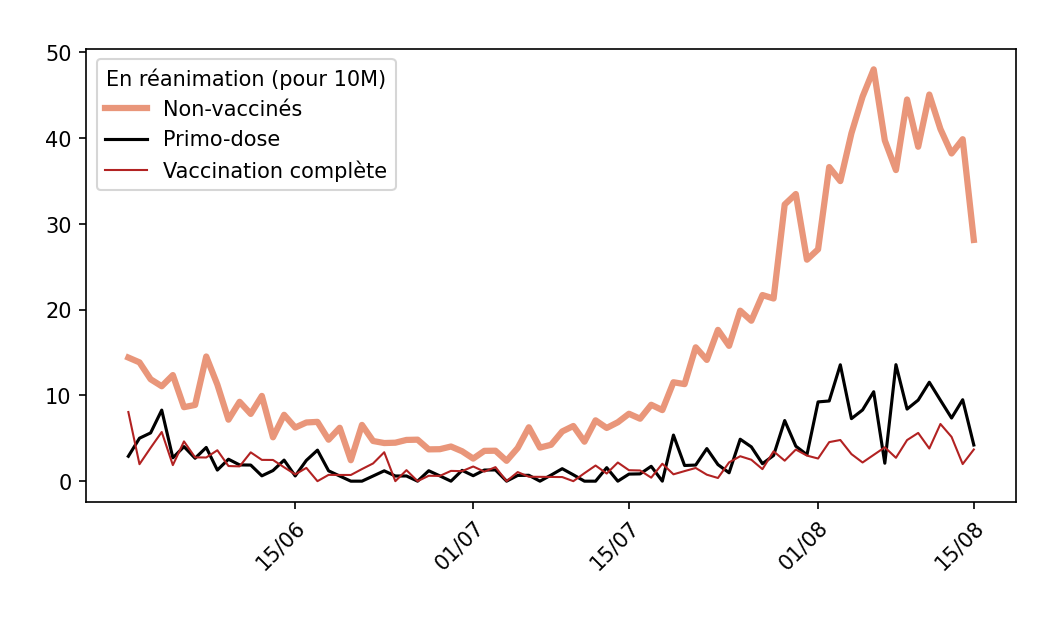 50
40
30
20
10
0
En réanimation (pour 10M)
Non-vaccinés
Primo-dose
Vaccination complète
15/06
01/07
15/07
01/08
15/08